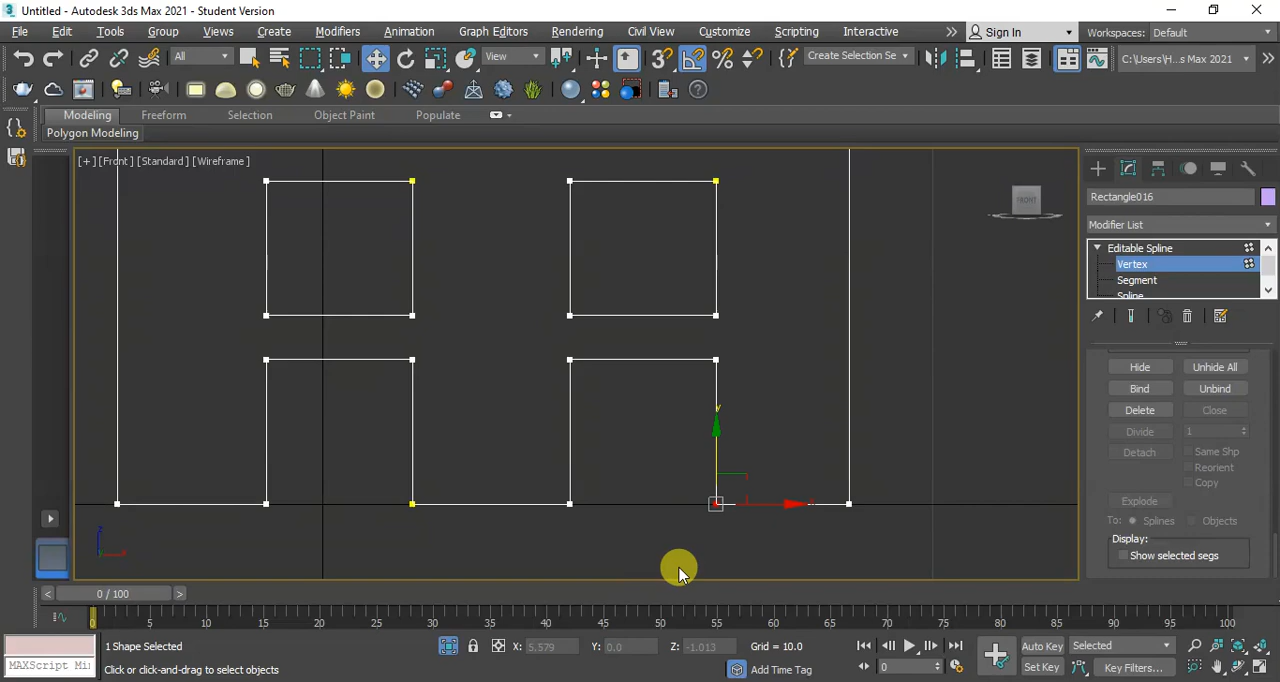 Untitled - Autodesk 3ds Max 2021 - Student Version
File Edit Tools Group Views Create Modifiers Animation Graph Editors Rendering Civil View Customize Scripting Interactive Sign In Workspaces: Default
All View Create Selection Se C:\Users\H...s Max 2021
Modeling Freeform Selection Object Paint Populate
Polygon Modeling
[+] [Front] [Standard] [Wireframe]
FRONT
Rectangle016
Modifier List
Editable Spline
Vertex
Segment
Spline
Hide Unhide All
Bind Unbind
Delete Close
Divide 1
Detach Same Shp
Reorient
Copy
Explode
To: Splines Objects
Display:
Show selected segs
y
x
z
x
< 0 / 100 >
0 5 10 15 20 25 30 35 40 45 50 55 60 65 70 75 80 85 90 95 100
1 Shape Selected X: 5.579 Y: 0.0 Z: -1.013 Grid = 10.0 Auto Key Selected
MAXScript Mi: Click or click-and-drag to select objects Add Time Tag 0 Set Key Key Filters...